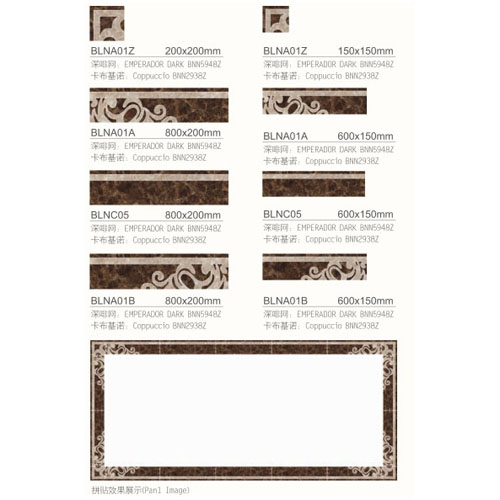 BLNA01Z 200x200mm
深啡网: EMPERADOR DARK BNN5948Z
卡布基诺: Coppuccio BNN2938Z
BLNA01A 800x200mm
深啡网: EMPERADOR DARK BNN5948Z
卡布基诺: Coppuccio BNN2938Z
BLNC05 800x200mm
深啡网: EMPERADOR DARK BNN5948Z
卡布基诺: Coppuccio BNN2938Z
BLNA01B 800x200mm
深啡网: EMPERADOR DARK BNN5948Z
卡布基诺: Coppuccio BNN2938Z
BLNA01Z 150x150mm
深啡网: EMPERADOR DARK BNN5948Z
卡布基诺: Coppuccio BNN2938Z
BLNA01A 600x150mm
深啡网: EMPERADOR DARK BNN5948Z
卡布基诺: Coppuccio BNN2938Z
BLNC05 600x150mm
深啡网: EMPERADOR DARK BNN5948Z
卡布基诺: Coppuccio BNN2938Z
BLNA01B 600x150mm
深啡网: EMPERADOR DARK BNN5948Z
卡布基诺: Coppuccio BNN2938Z
拼贴效果展示(Panl Image)